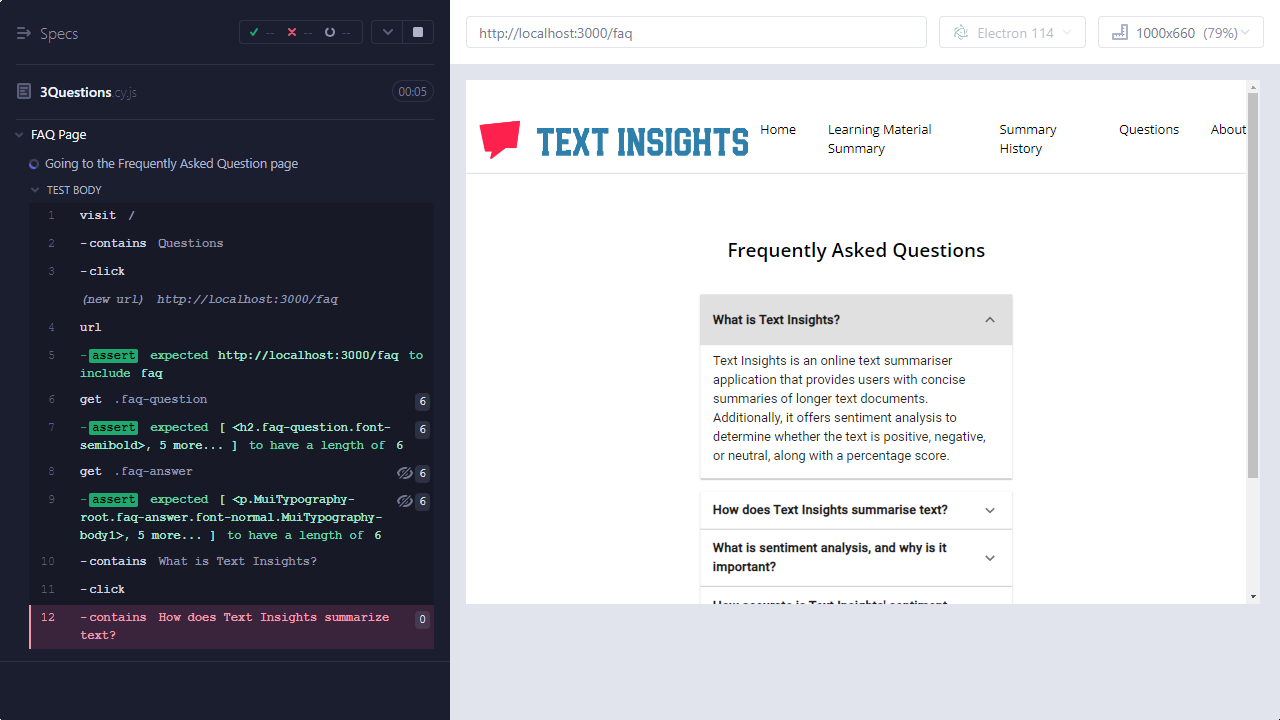 Specs
-- -- --
3Questions.cy.js
00:05
FAQ Page
Going to the Frequently Asked Question page
TEST BODY
1 visit /
2 -contains Questions
3 -click
(new url) http://localhost:3000/faq
4 url
5 -assert expected http://localhost:3000/faq to
include faq
6 get .faq-question 6
7 -assert expected [ <h2.faq-question.font-
semibold>, 5 more... ] to have a length of 6
6
8 get .faq-answer 6
9 -assert expected [ <p.MuiTypography-
root.faq-answer.font-normal.MuiTypography-
body1>, 5 more... ] to have a length of 6
6
10 -contains What is Text Insights?
11 -click
12 -contains How does Text Insights summarize
text?
0
http://localhost:3000/faq
Electron 114
1000x660 (79%)
TEXT INSIGHTS
Home
Learning Material
Summary
Summary
History
Questions
About
Frequently Asked Questions
What is Text Insights?
Text Insights is an online text summariser
application that provides users with concise
summaries of longer text documents.
Additionally, it offers sentiment analysis to
determine whether the text is positive, negative,
or neutral, along with a percentage score.
How does Text Insights summarise text?
What is sentiment analysis, and why is it
important?
How accurate is Text Insights' sentiment